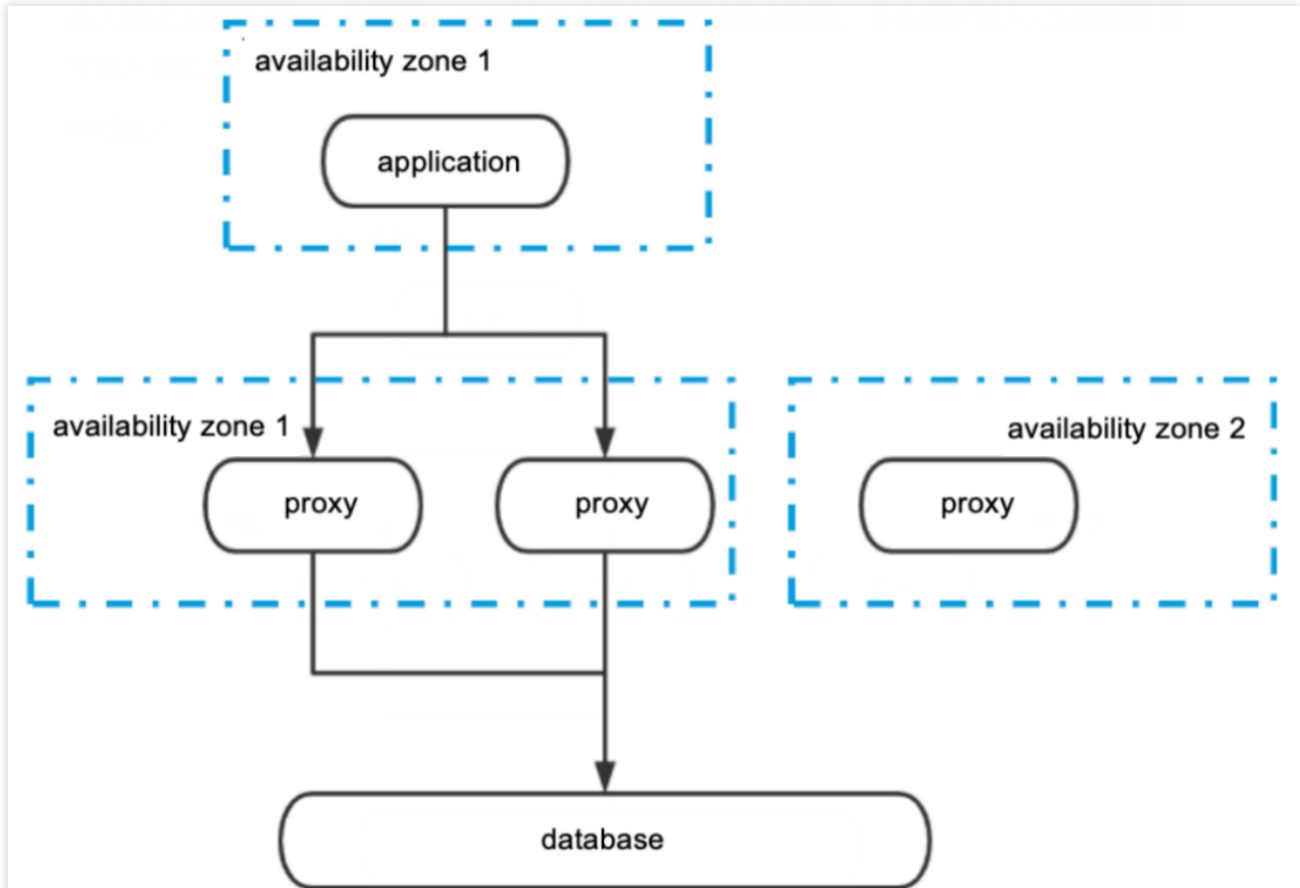 availability zone 1
application
availability zone 1
availability zone 2
proxy
proxy
proxy
database